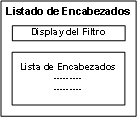 Listado de Encabezados
Display del Filtro
Lista de Encabezados
---------
---------